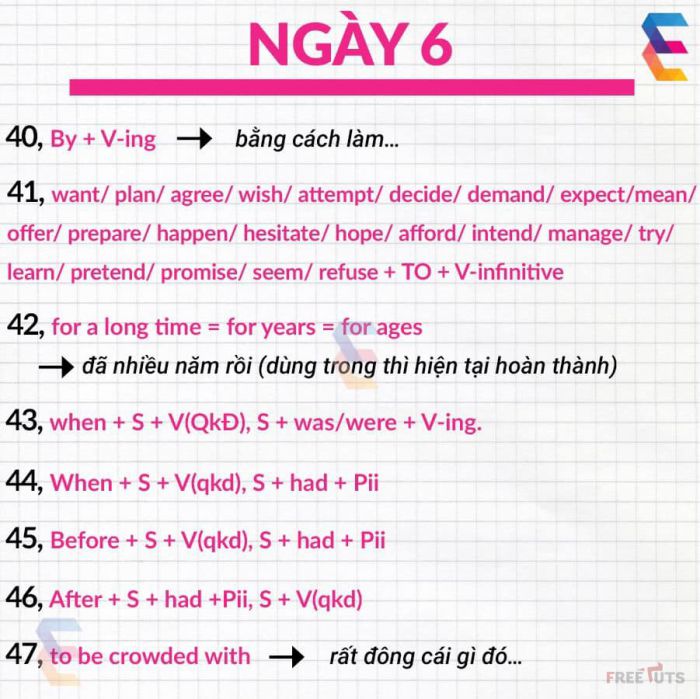 NGÀY 6
40, By + V-ing → bằng cách làm...
41, want/ plan/ agree/ wish/ attempt/ decide/ demand/ expect/mean/
offer/ prepare/ happen/ hesitate/ hope/ afford/ intend/ manage/ try/
learn/ pretend/ promise/ seem/ refuse + TO + V-infinitive
42, for a long time = for years = for ages
→ đã nhiều năm rồi (dùng trong thì hiện tại hoàn thành)
43, when + S + V(QkĐ), S + was/were + V-ing.
44, When + S + V(qkd), S + had + Pii
45, Before + S + V(qkd), S + had + Pii
46, After + S + had +Pii, S + V(qkd)
47, to be crowded with → rất đông cái gì đó...
FREETUTS